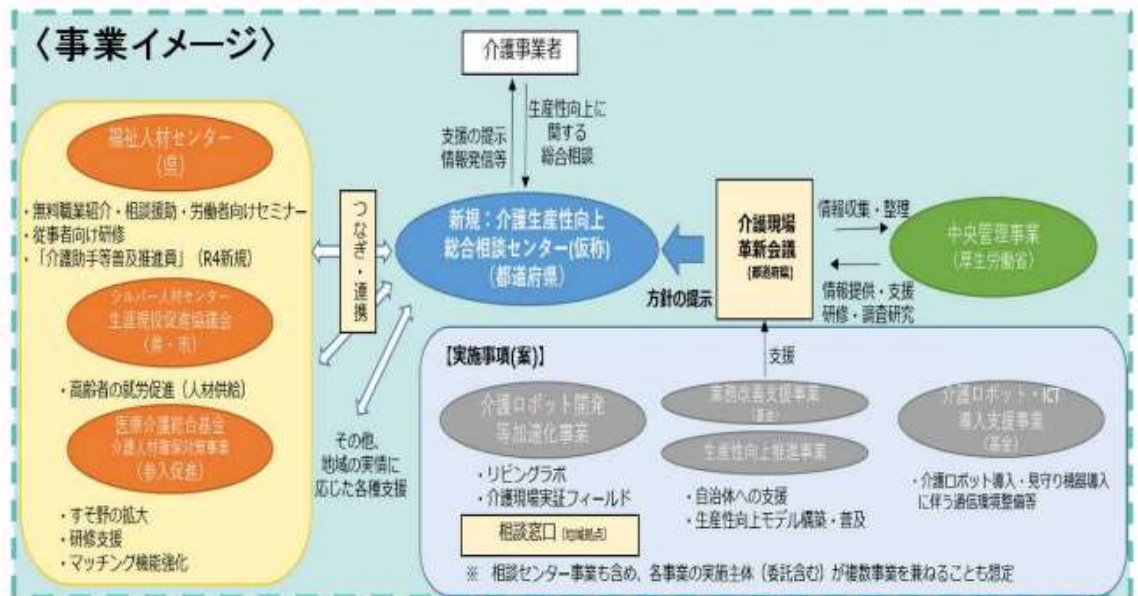 〈事業イメージ〉
介護事業者
支援の提示
情報発信等
生産性向上に
関する
総合相談
福祉人材センター
(県)
・無料職業紹介・相談援助・労働者向けセミナー
・従事者向け研修
・「介護助手等普及推進員」(R4新規)
シルバー人材センター
生涯現役促進協議会
(県・市)
・高齢者の就労促進(人材供給)
医療介護総合基金
介護人材確保対策事業
(参入促進)
・すそ野の拡大
・研修支援
・マッチング機能強化
つなぎ・連携
新規:介護生産性向上
総合相談センター(仮称)
(都道府県)
その他、
地域の実情に
応じた各種支援
方針の提示
介護現場
革新会議
(都道府県)
情報収集・整理
情報提供・支援
研修・調査研究
中央管理事業
(厚生労働省)
【実施事項(案)】
支援
介護ロボット開発
等加速化事業
・リビングラボ
・介護現場実証フィールド
相談窓口(地域拠点)
業務改善支援事業
(基金)
生産性向上推進事業
・自治体への支援
・生産性向上モデル構築・普及
介護ロボット・ICT
導入支援事業
(基金)
・介護ロボット導入・見守り機器導入
に伴う通信環境整備等
※ 相談センター事業も含め、各事業の実施主体(委託含む)が複数事業を兼ねることも想定